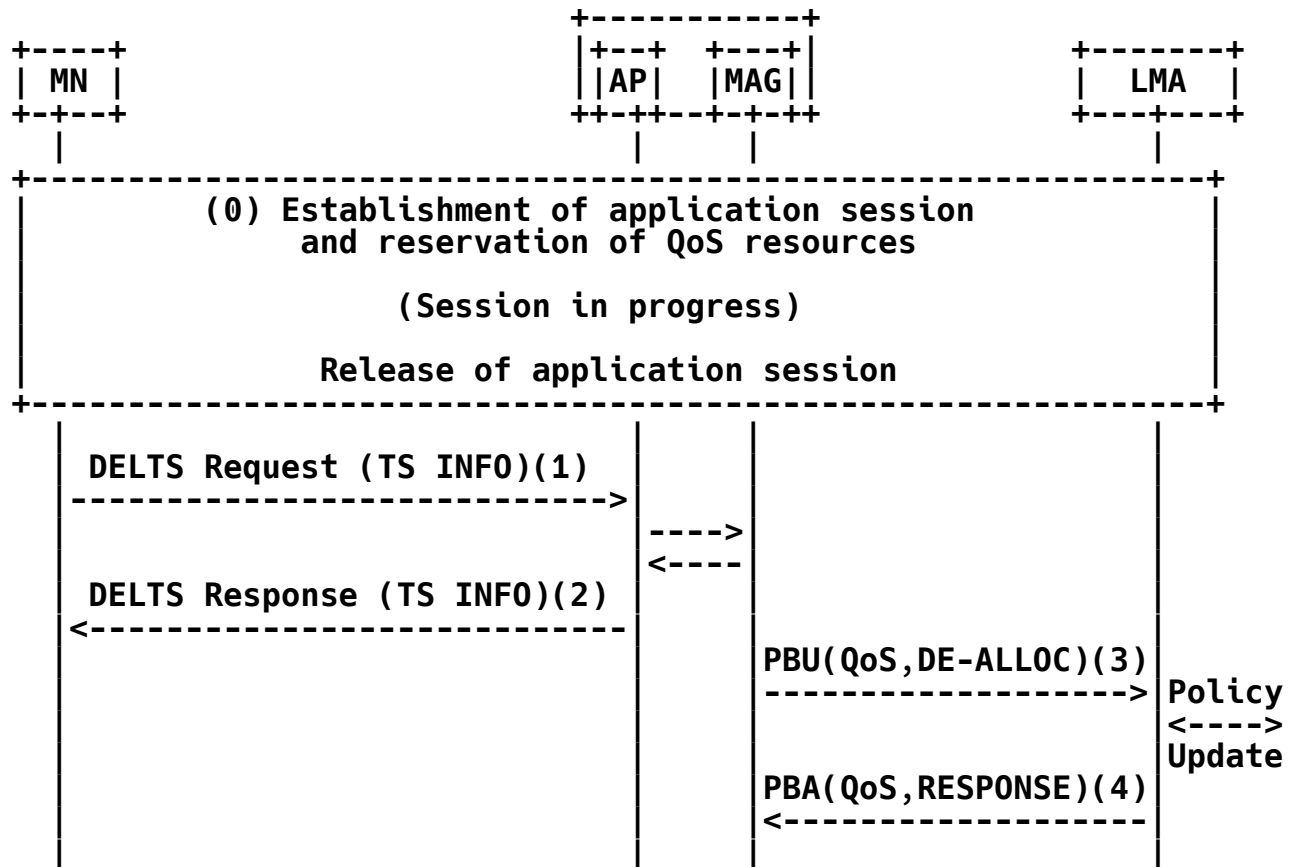 MN AP MAG LMA
(0) Establishment of application session
and reservation of QoS resources
(Session in progress)
Release of application session
DELTS Request (TS INFO)(1)
DELTS Response (TS INFO)(2)
PBU(QoS,DE-ALLOC)(3)
Policy
Update
PBA(QoS,RESPONSE)(4)